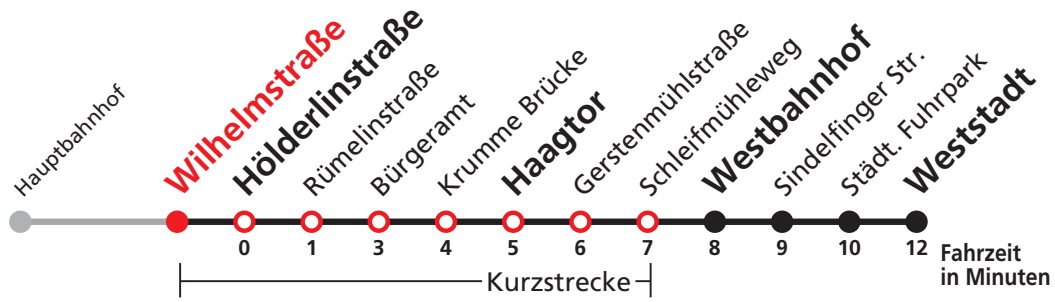 Hauptbahnhof
Wilhelmstraße
Hölderlinstraße
Rümelinstraße
Bürgeramt
Krumme Brücke
Haagtor
Gerstenmühlstraße
Schleifmühleweg
Westbahnhof
Sindelfinger Str.
Städt. Fuhrpark
Weststadt
0 1 3 4 5 6 7 8 9 10 12
Fahrzeit
in Minuten
Kurzstrecke